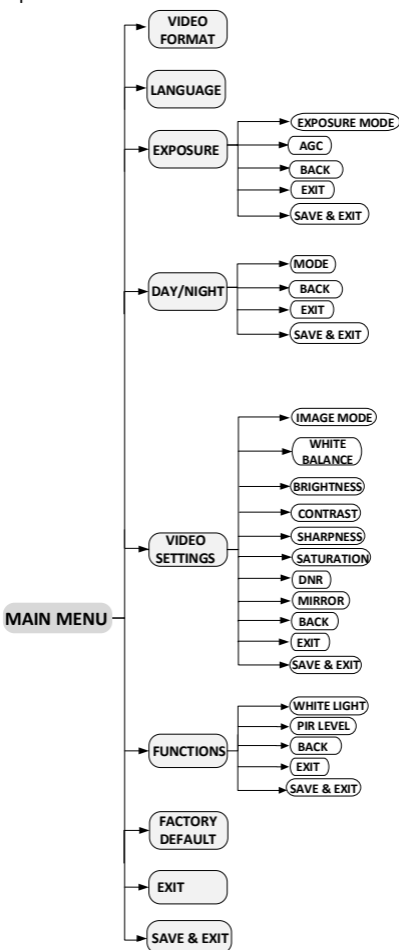 VIDEO
FORMAT
LANGUAGE
EXPOSURE
EXPOSURE MODE
AGC
BACK
EXIT
SAVE & EXIT
DAY/NIGHT
MODE
BACK
EXIT
SAVE & EXIT
VIDEO
SETTINGS
IMAGE MODE
WHITE
BALANCE
BRIGHTNESS
CONTRAST
SHARPNESS
SATURATION
DNR
MIRROR
BACK
EXIT
SAVE & EXIT
MAIN MENU
FUNCTIONS
WHITE LIGHT
PIR LEVEL
BACK
EXIT
SAVE & EXIT
FACTORY
DEFAULT
EXIT
SAVE & EXIT